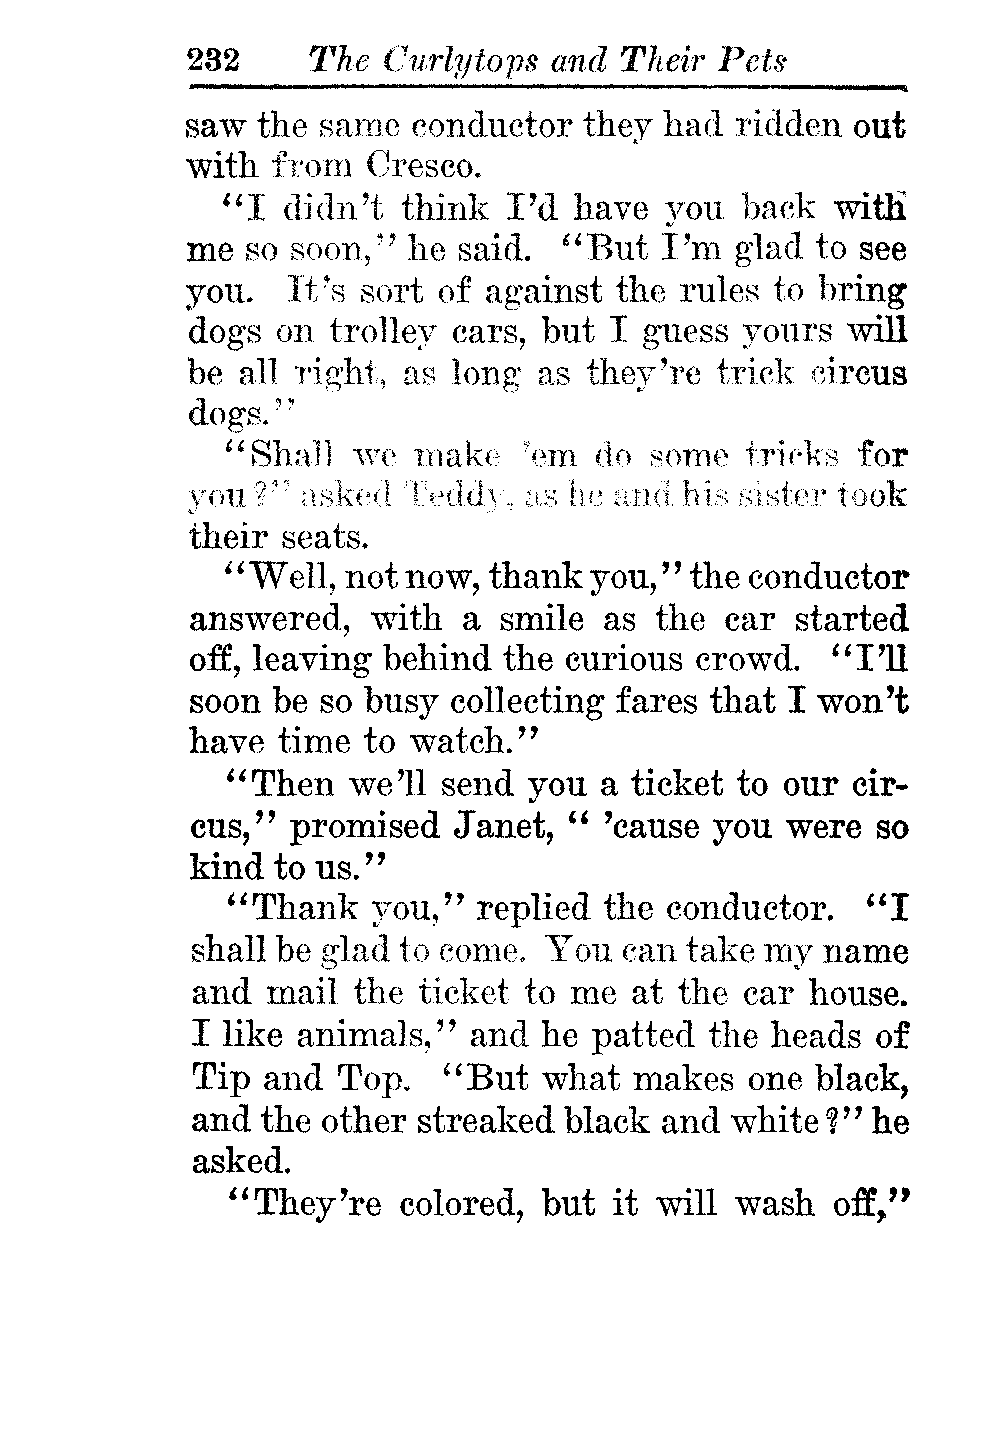 232 The Curlytops and Their Pets
saw the same conductor they had ridden out
with from Cresco.
"I didn't think I'd have you back with
me so soon," he said. "But I'm glad to see
you. It's sort of against the rules to bring
dogs on trolley cars, but I guess yours will
be all right, as long as they're trick circus
dogs."
"Shall we make 'em do some tricks for
you?" asked Teddy, as he and his sister took
their seats.
"Well, not now, thank you," the conductor
answered, with a smile as the car started
off, leaving behind the curious crowd. "I'll
soon be so busy collecting fares that I won't
have time to watch."
"Then we'll send you a ticket to our cir-
cus," promised Janet, " 'cause you were so
kind to us."
"Thank you," replied the conductor. "I
shall be glad to come. You can take my name
and mail the ticket to me at the car house.
I like animals," and he patted the heads of
Tip and Top. "But what makes one black,
and the other streaked black and white?" he
asked.
"They're colored, but it will wash off,"